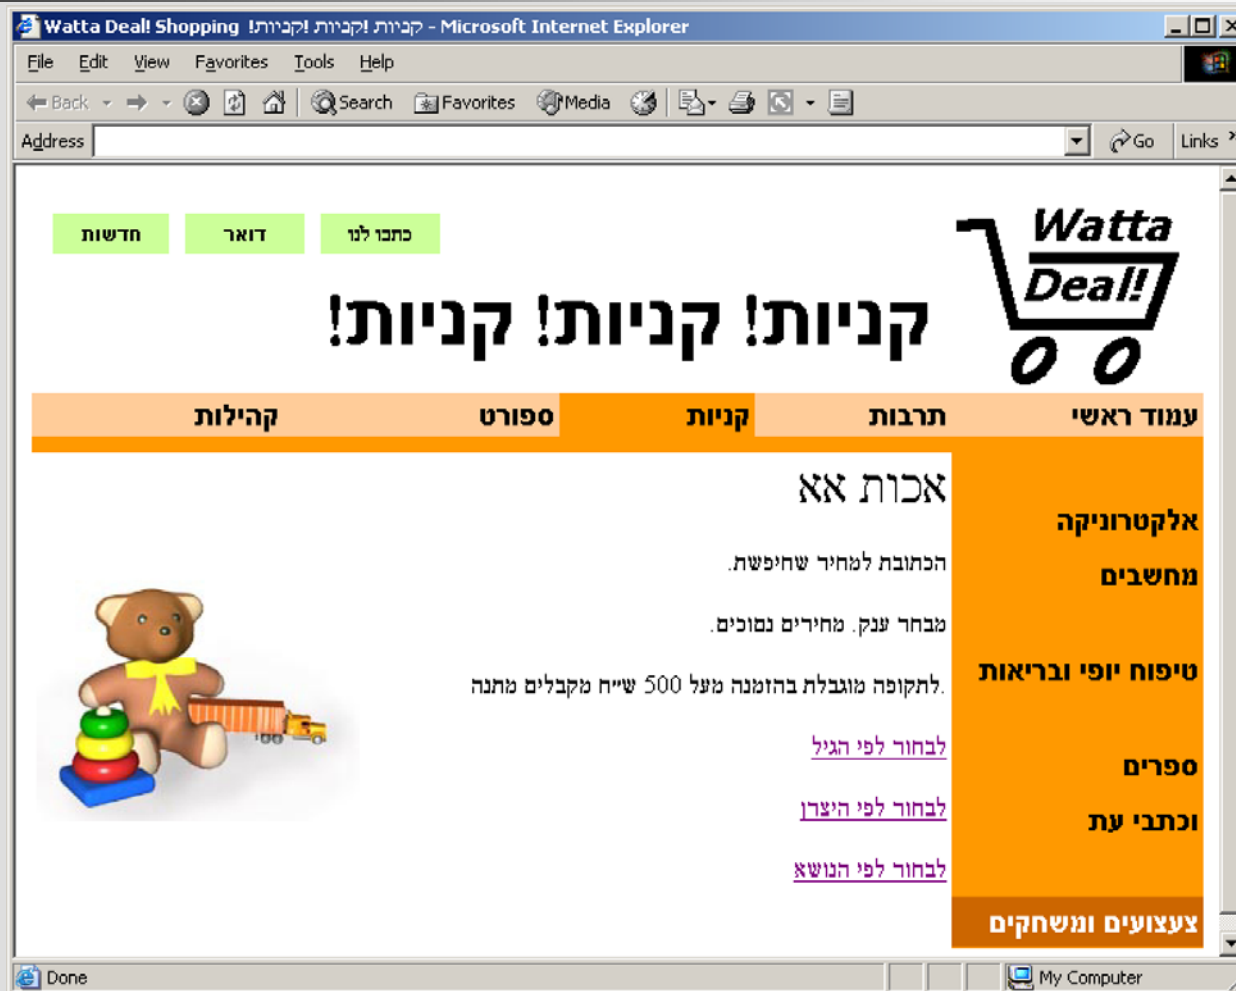 Watta Deal! Shopping !קניות !קניות !קניות - Microsoft Internet Explorer
File Edit View Favorites Tools Help
Back Search Favorites Media
Address Go Links
כתבו לנו דואר חדשות
Watta
Deal!
קניות! קניות! קניות!
עמוד ראשי תרבות קניות ספורט קהילות
אכות אא
הכתובת למחיר שחיפשת.
מבחר ענק. מחירים נסוכים.
.לתקופה מוגבלת בהזמנה מעל 500 ש״ח מקבלים מתנה
לבחור לפי הגיל
לבחור לפי היצרן
לבחור לפי הנושא
אלקטרוניקה
מחשבים
טיפוח יופי ובריאות
ספרים
וכתבי עת
צעצועים ומשחקים
Done My Computer